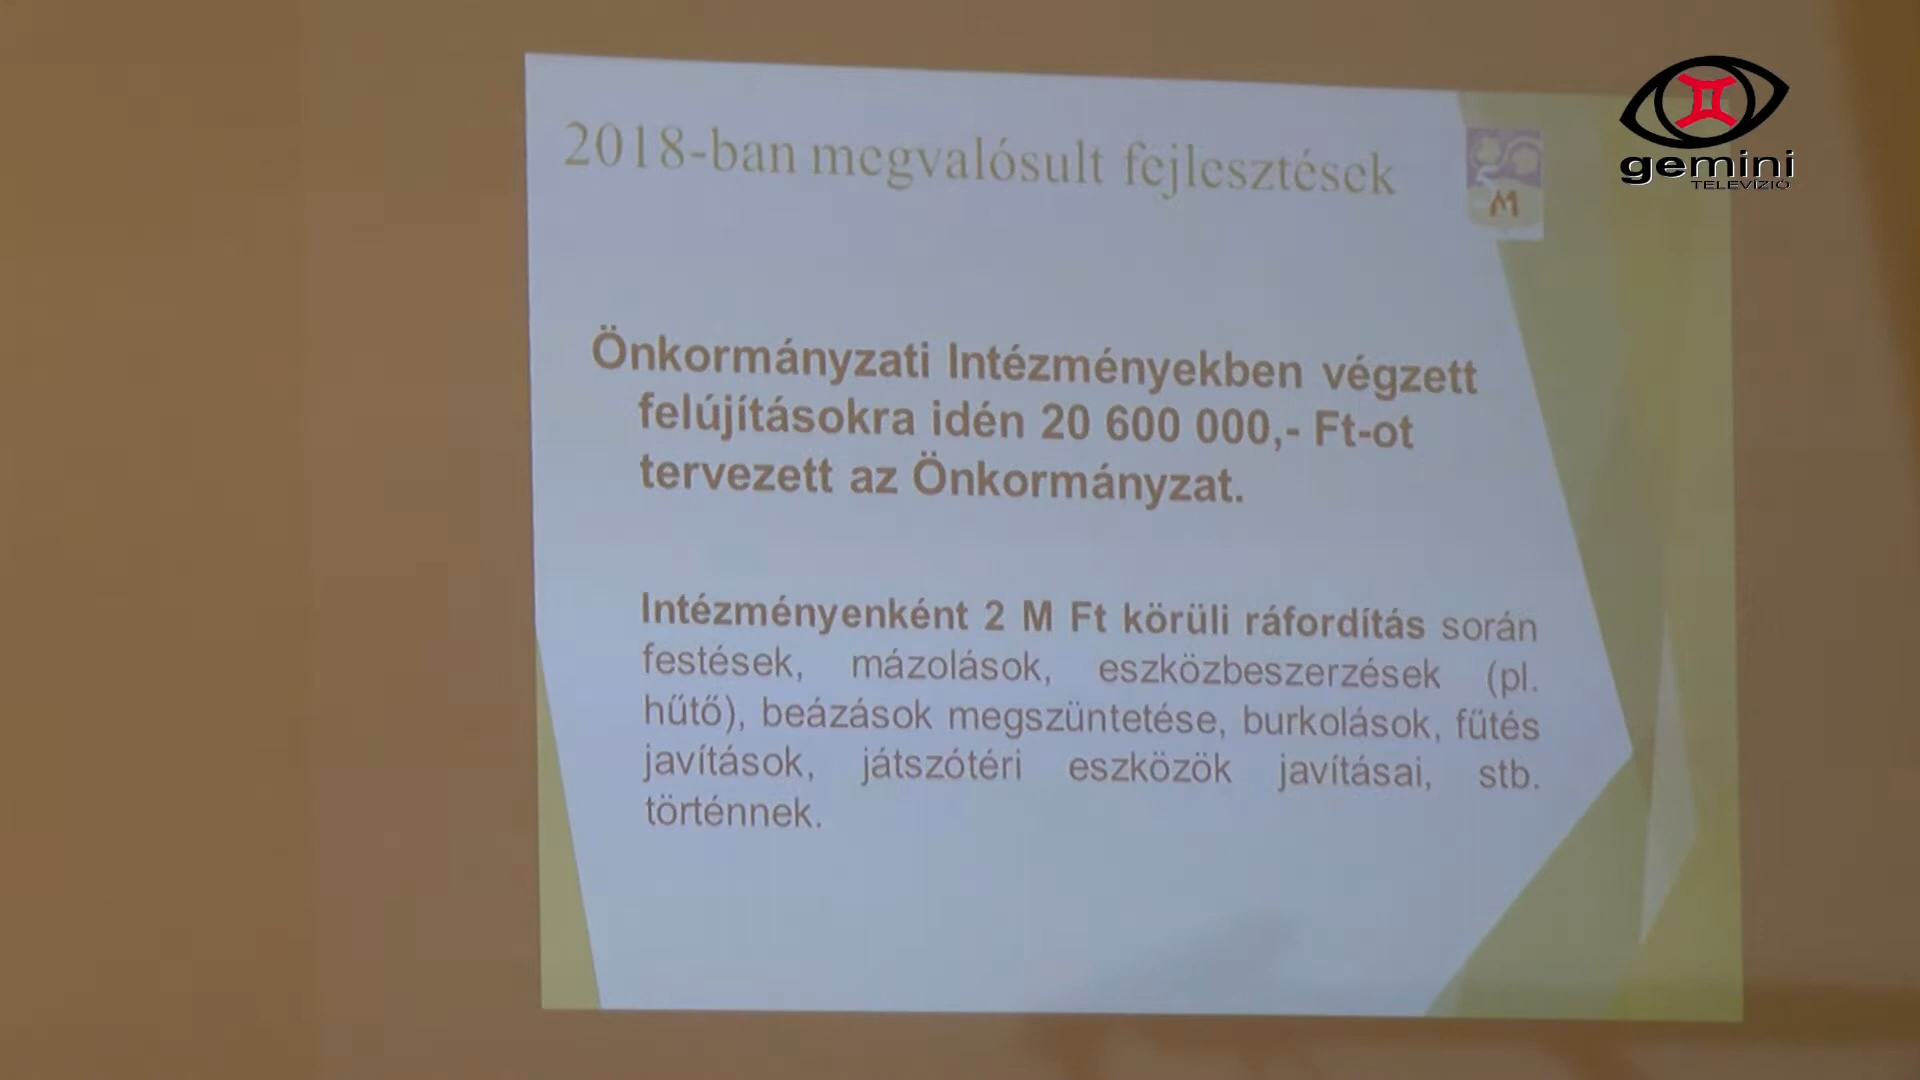 gemini
TELEVÍZIÓ
2018-ban megvalósult fejlesztések
M
Önkormányzati Intézményekben végzett
felújításokra idén 20 600 000,- Ft-ot
tervezett az Önkormányzat.
Intézményenként 2 M Ft körüli ráfordítás során
festések, mázolások, eszközbeszerzések (pl.
hűtő), beázások megszüntetése, burkolások, fűtés
javítások, játszótéri eszközök javításai, stb.
történnek.